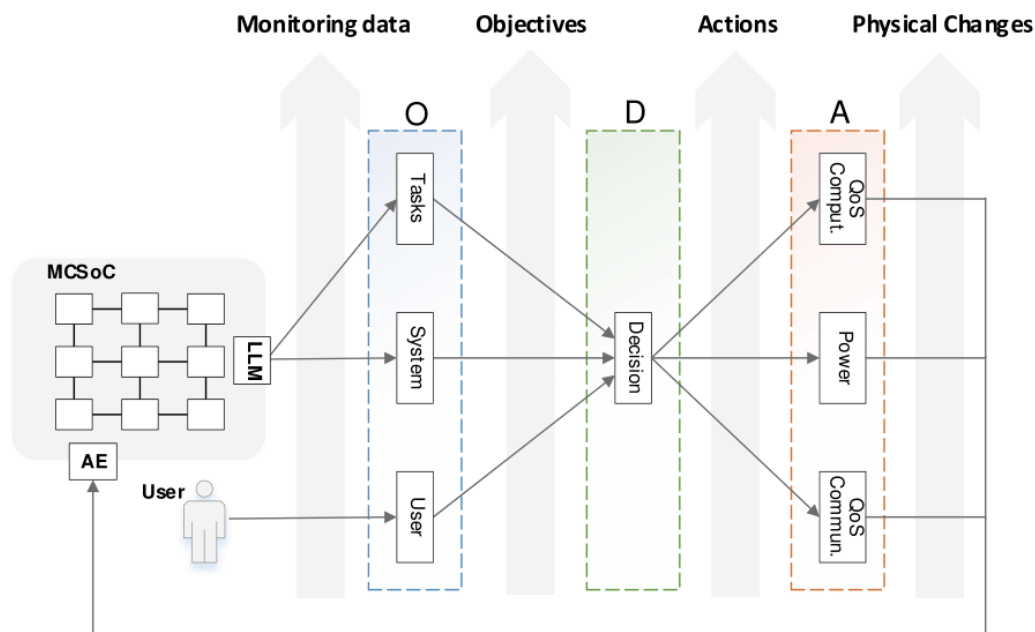 Monitoring data
Objectives
Actions
Physical Changes
O
D
A
Tasks
QoS
Comput.
MCSoC
LLM
System
Decision
Power
AE
User
User
QoS
Commun.